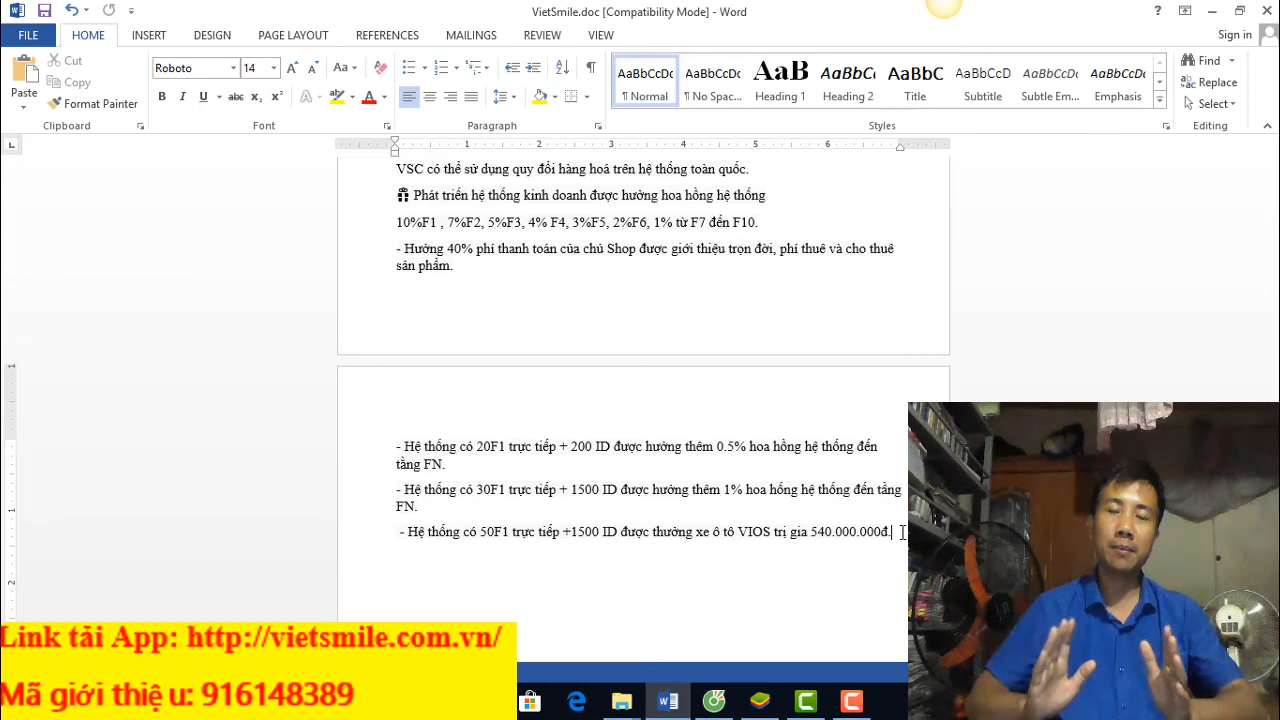 VietSmile.doc [Compatibility Mode] - Word
FILE HOME INSERT DESIGN PAGE LAYOUT REFERENCES MAILINGS REVIEW VIEW Sign in
Cut
Copy
Format Painter
Paste
Roboto 14
AaBbCcDc AaBbCcDc AaB AaBbCc AaBbC AaBbCcD AaBbCcDc AaBbCcDc
¶ Normal ¶ No Spac... Heading 1 Heading 2 Title Subtitle Subtle Em... Emphasis
Find
Replace
Select
Clipboard Font Paragraph Styles Editing
1 2 3 4 5 6
VSC có thể sử dụng quy đổi hàng hoá trên hệ thống toàn quốc.
Phát triển hệ thống kinh doanh được hưởng hoa hồng hệ thống
10%F1 , 7%F2, 5%F3, 4% F4, 3%F5, 2%F6, 1% từ F7 đến F10.
- Hưởng 40% phí thanh toán của chủ Shop được giới thiệu trọn đời, phí thuê và cho thuê
sản phẩm.
- Hệ thống có 20F1 trực tiếp + 200 ID được hưởng thêm 0.5% hoa hồng hệ thống đến
tầng FN.
- Hệ thống có 30F1 trực tiếp + 1500 ID được hưởng thêm 1% hoa hồng hệ thống đến tầng
FN.
- Hệ thống có 50F1 trực tiếp +1500 ID được thưởng xe ô tô VIOS trị gia 540.000.000đ.
Link tải App: http://vietsmile.com.vn/
Mã giới thiệ u: 916148389